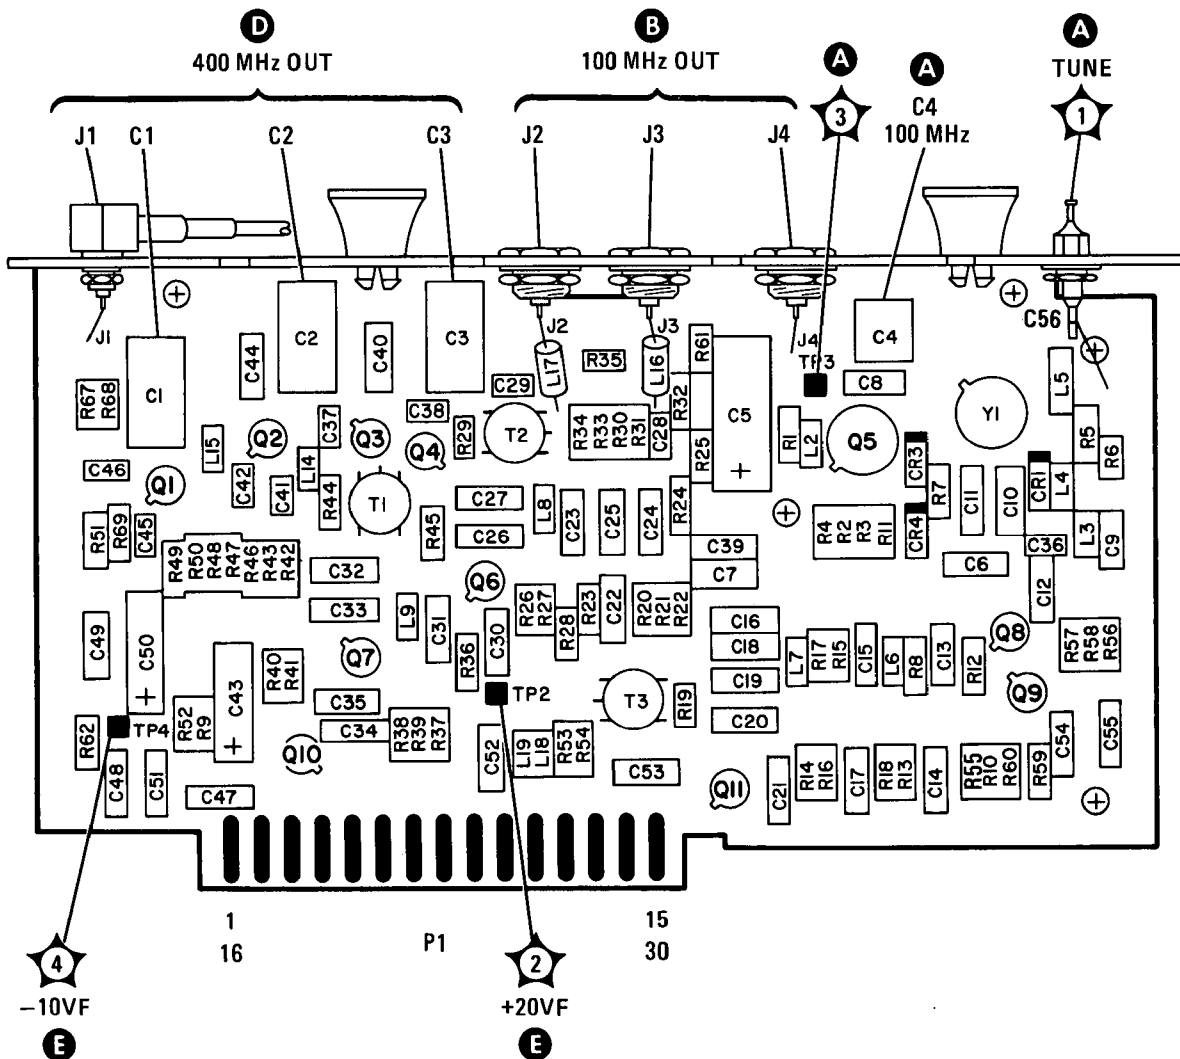 D B A A A
400 MHz OUT 100 MHz OUT 3 C4 100 MHz TUNE 1
J1 C1 C2 C3 J2 J3 J4
J1 J2 J3 J4 C56
C44 C2 C40 C3 L17 R35 L16 R61 TP3 C4
R67 R68 C1 C29 R32 C5 + C8 Y1 L5
L15 Q2 C37 Q3 C38 Q4 R29 T2 R34 R33 R30 R31 C28 R25 R1 L2 Q5 CR3 R5 R6
C46 Q1 C42 C41 L14 R44 T1 C27 L8 C23 C25 C24 R24 R7 C11 C10 CR1 L4
R51 R69 C45 R45 C26 R4 R2 R3 R11 CR4 L3 C9
R49 R50 R48 R47 R46 R43 R42 C32 Q6 C39 C7 C6 C36 C12
C49 C50 + C33 L9 C31 R26 R27 R28 R23 C22 R20 R21 R22 C16 Q8 R57 R58 R56
R40 R41 Q7 R36 C30 C18 L7 R17 R15 C15 L6 R8 C13 R12
C43 + C35 TP2 T3 R19 C19 Q9
R62 TP4 R52 R9 C34 R38 R39 R37 C20 C54 C55
C48 C51 Q10 C52 L19 L18 R53 R54 C53 Q11 C21 R14 R16 C17 R18 R13 C14 R55 R10 R60 R59
C47
1 15
16 P1 30
4 2
−10VF +20VF
E E